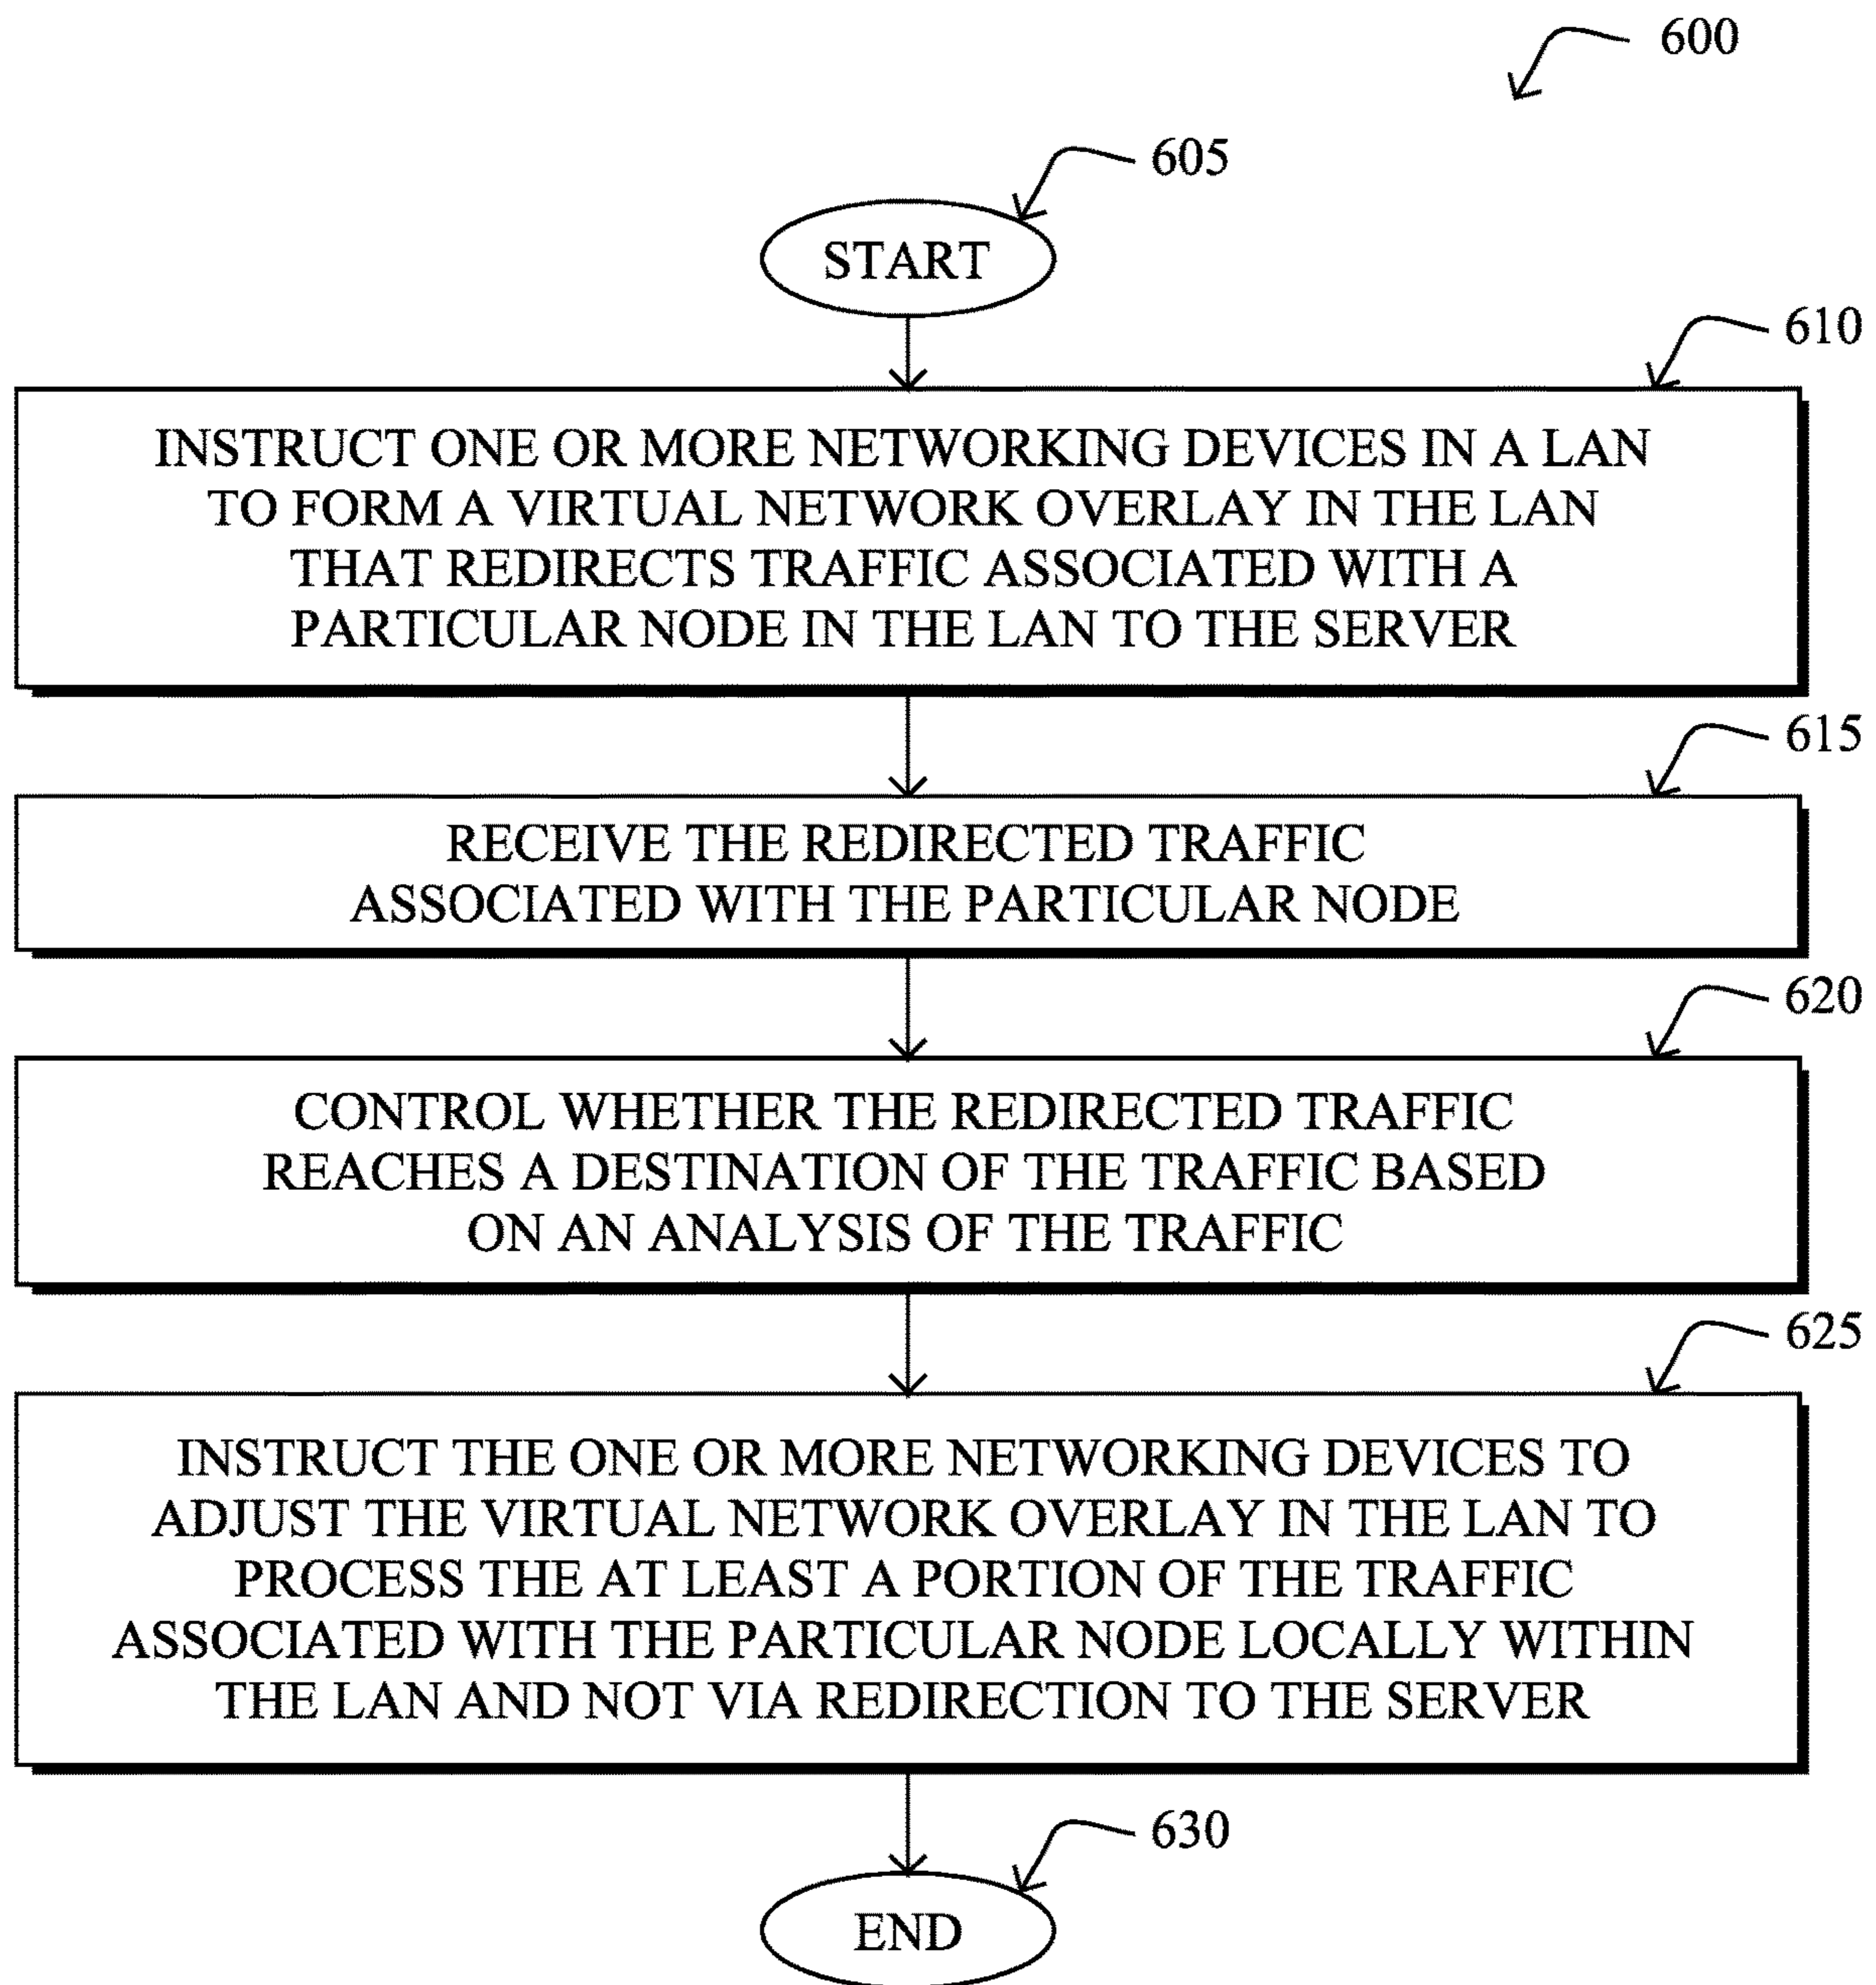 600
605
START
610
INSTRUCT ONE OR MORE NETWORKING DEVICES IN A LAN
TO FORM A VIRTUAL NETWORK OVERLAY IN THE LAN
THAT REDIRECTS TRAFFIC ASSOCIATED WITH A
PARTICULAR NODE IN THE LAN TO THE SERVER
615
RECEIVE THE REDIRECTED TRAFFIC
ASSOCIATED WITH THE PARTICULAR NODE
620
CONTROL WHETHER THE REDIRECTED TRAFFIC
REACHES A DESTINATION OF THE TRAFFIC BASED
ON AN ANALYSIS OF THE TRAFFIC
625
INSTRUCT THE ONE OR MORE NETWORKING DEVICES TO
ADJUST THE VIRTUAL NETWORK OVERLAY IN THE LAN TO
PROCESS THE AT LEAST A PORTION OF THE TRAFFIC
ASSOCIATED WITH THE PARTICULAR NODE LOCALLY WITHIN
THE LAN AND NOT VIA REDIRECTION TO THE SERVER
630
END